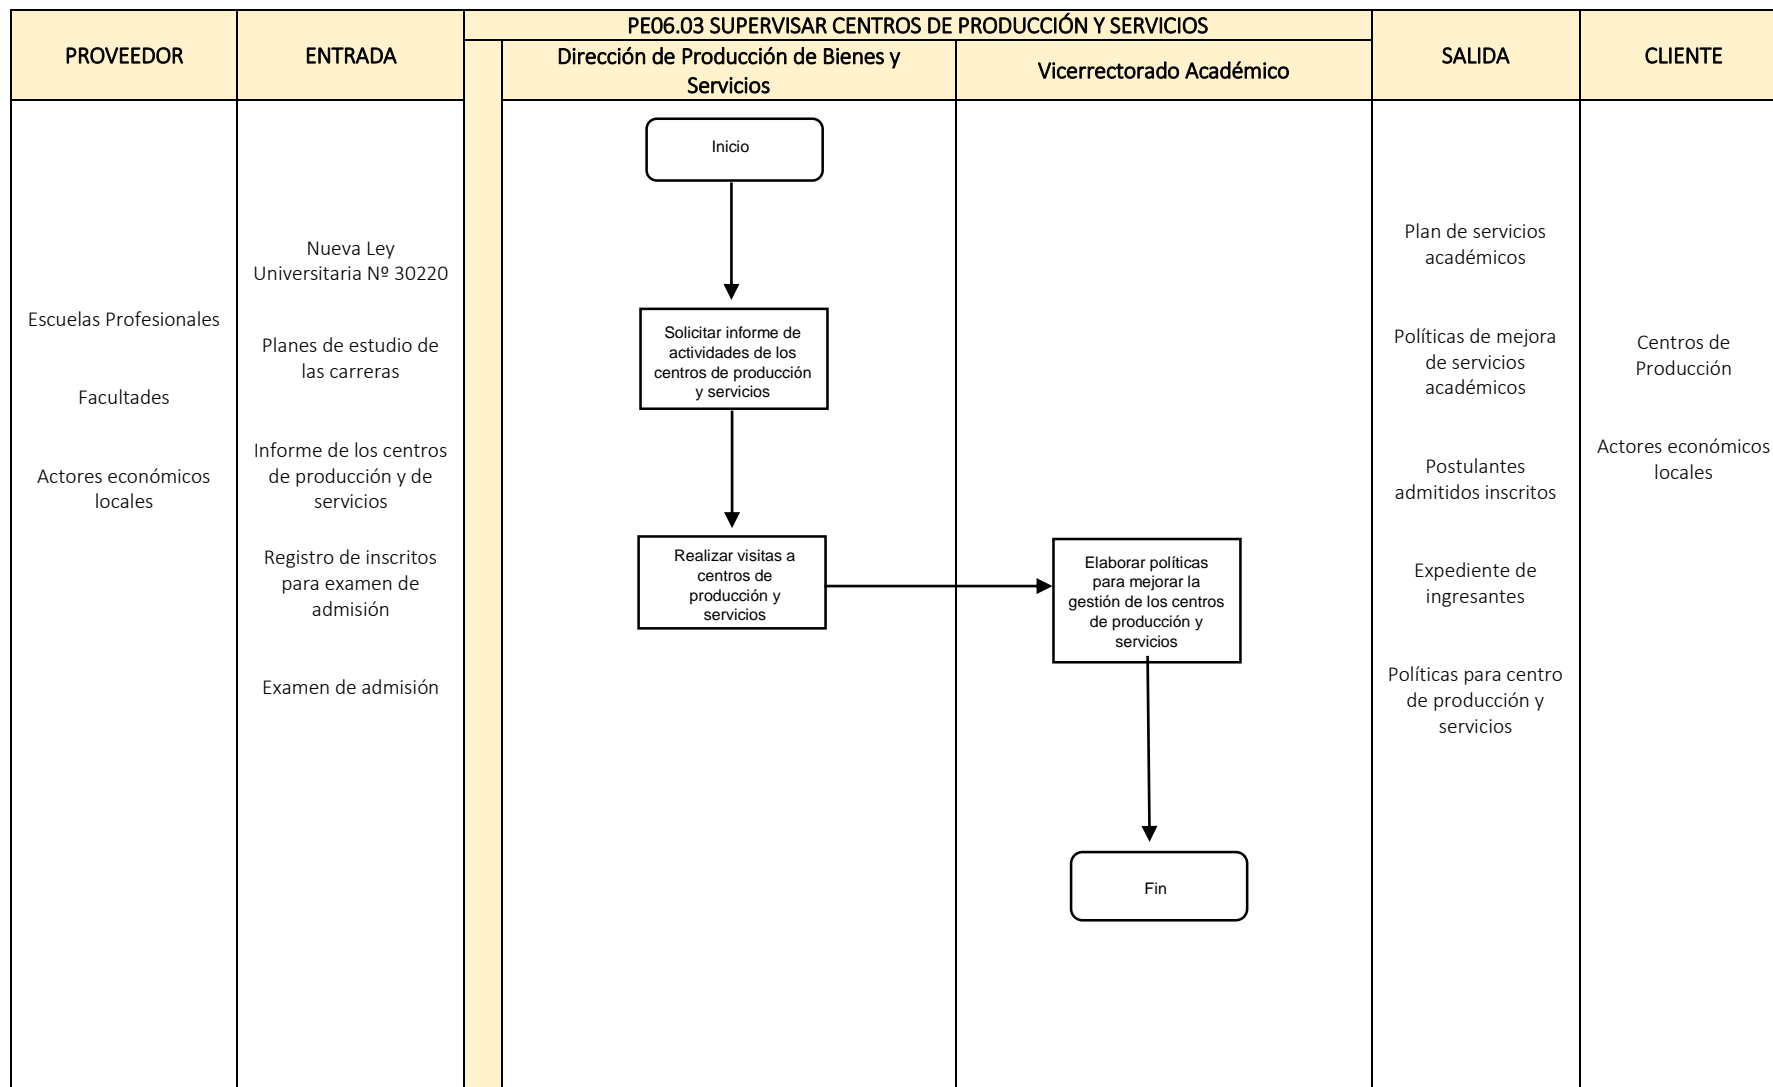 PE06.03 SUPERVISAR CENTROS DE PRODUCCIÓN Y SERVICIOS
PROVEEDOR
ENTRADA
Dirección de Producción de Bienes y
Servicios
Vicerrectorado Académico
SALIDA
CLIENTE
Escuelas Profesionales
Facultades
Actores económicos
locales
Nueva Ley
Universitaria Nº 30220
Planes de estudio de
las carreras
Informe de los centros
de producción y de
servicios
Registro de inscritos
para examen de
admisión
Examen de admisión
Inicio
Solicitar informe de
actividades de los
centros de producción
y servicios
Realizar visitas a
centros de
producción y
servicios
Elaborar políticas
para mejorar la
gestión de los centros
de producción y
servicios
Fin
Plan de servicios
académicos
Políticas de mejora
de servicios
académicos
Postulantes
admitidos inscritos
Expediente de
ingresantes
Políticas para centro
de producción y
servicios
Centros de
Producción
Actores económicos
locales